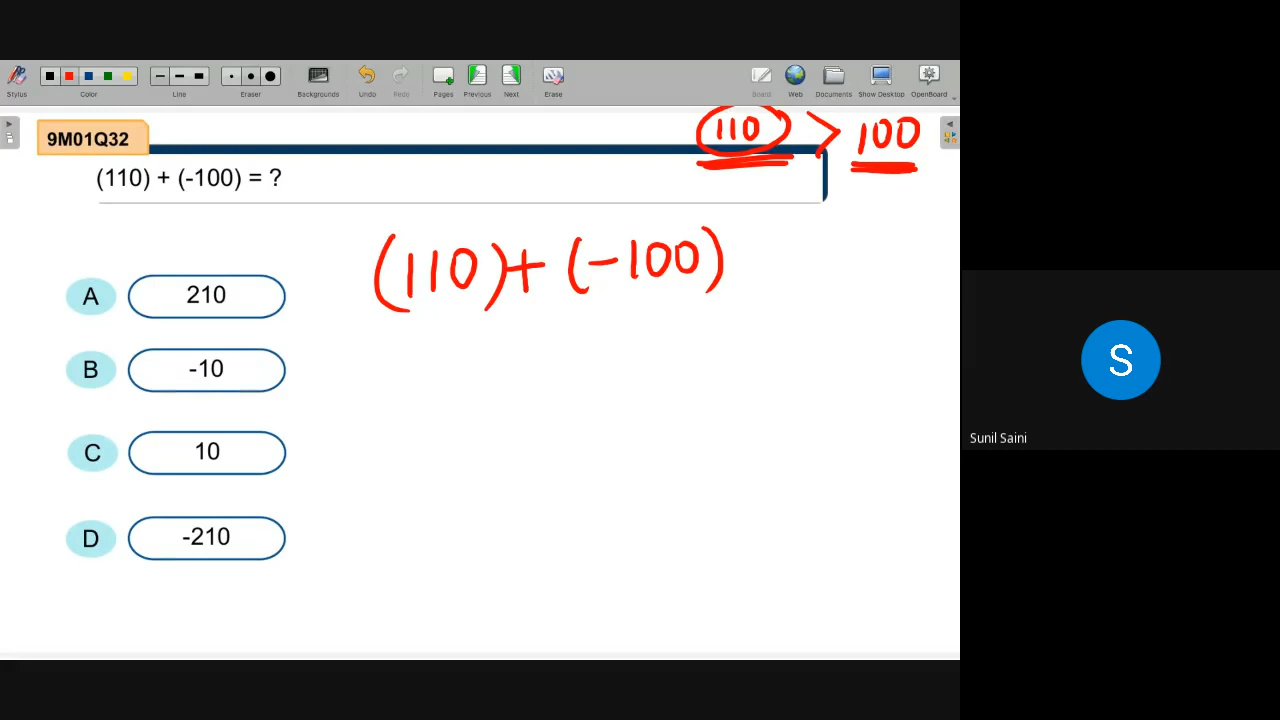 Stylus Color Line Eraser Backgrounds Undo Redo Pages Previous Next Erase Board Web Documents Show Desktop OpenBoard
110 > 100
9M01Q32
(110) + (-100) = ?
(110)+(-100)
A 210
B -10
C 10
D -210
S
Sunil Saini